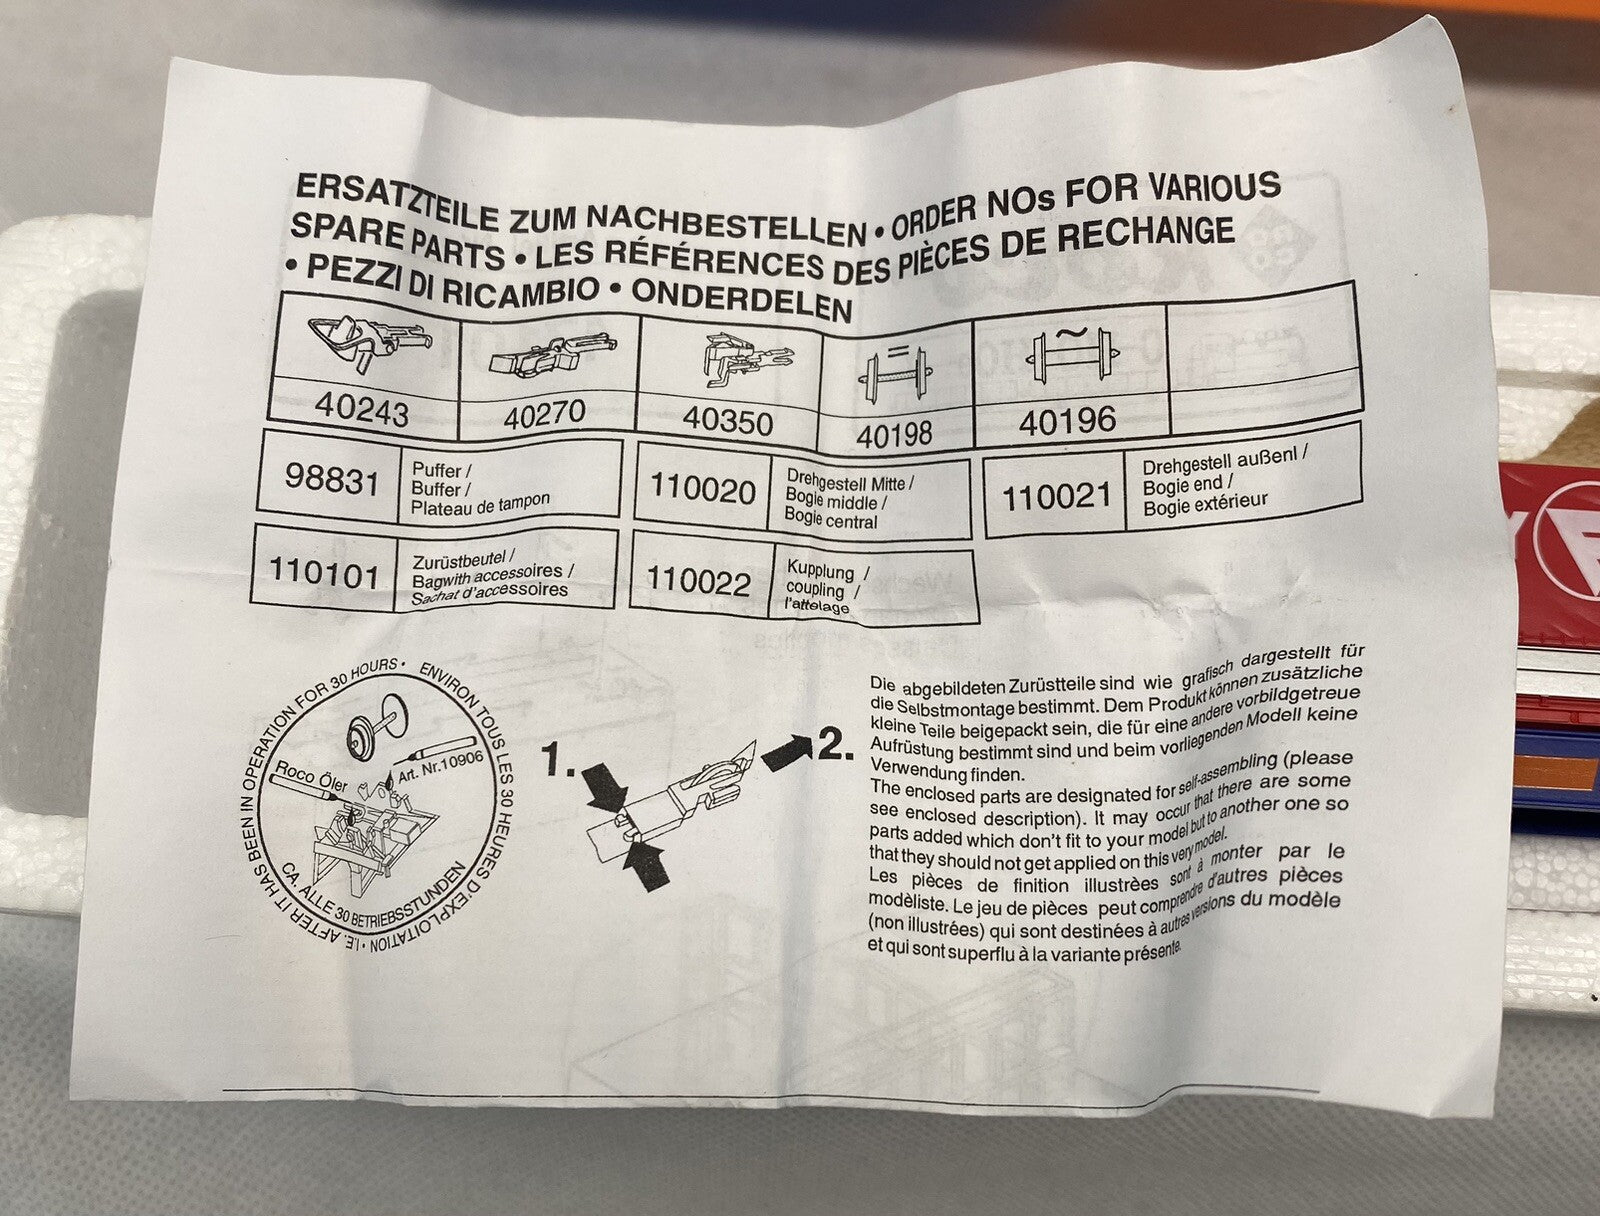 ERSATZTEILE ZUM NACHBESTELLEN • ORDER NOs FOR VARIOUS
SPARE PARTS • LES RÉFÉRENCES DES PIÈCES DE RECHANGE
• PEZZI DI RICAMBIO • ONDERDELEN
40243
40270
40350
=
40198
~
40196
98831
Puffer /
Buffer /
Plateau de tampon
110020
Drehgestell Mitte /
Bogie middle /
Bogie central
110021
Drehgestell außenl /
Bogie end /
Bogie extérieur
110101
Zurüstbeutel /
Bagwith accessoires /
Sachat d'accessoires
110022
Kupplung /
coupling /
l'attelage
ENVIRON TOUS LES 30 HEURES D'EXPLOITATION • I.E. AFTER IT HAS BEEN IN OPERATION FOR 30 HOURS •
Roco Öler
Art. Nr.10906
CA. ALLE 30 BETRIEBSSTUNDEN
1.
2.
Die abgebildeten Zurüstteile sind wie grafisch dargestellt für
die Selbstmontage bestimmt. Dem Produkt können zusätzliche
kleine Teile beigepackt sein, die für eine andere vorbildgetreue
Aufrüstung bestimmt sind und beim vorliegenden Modell keine
Verwendung finden.
The enclosed parts are designated for self-assembling (please
see enclosed description). It may occur that there are some
parts added which don't fit to your model but to another one so
that they should not get applied on this very model.
Les pièces de finition illustrèes sont à monter par le
modèliste. Le jeu de pièces peut comprendre d'autres pièces
(non illustrées) qui sont destinées à autres versions du modèle
et qui sont superflu à la variante présente.